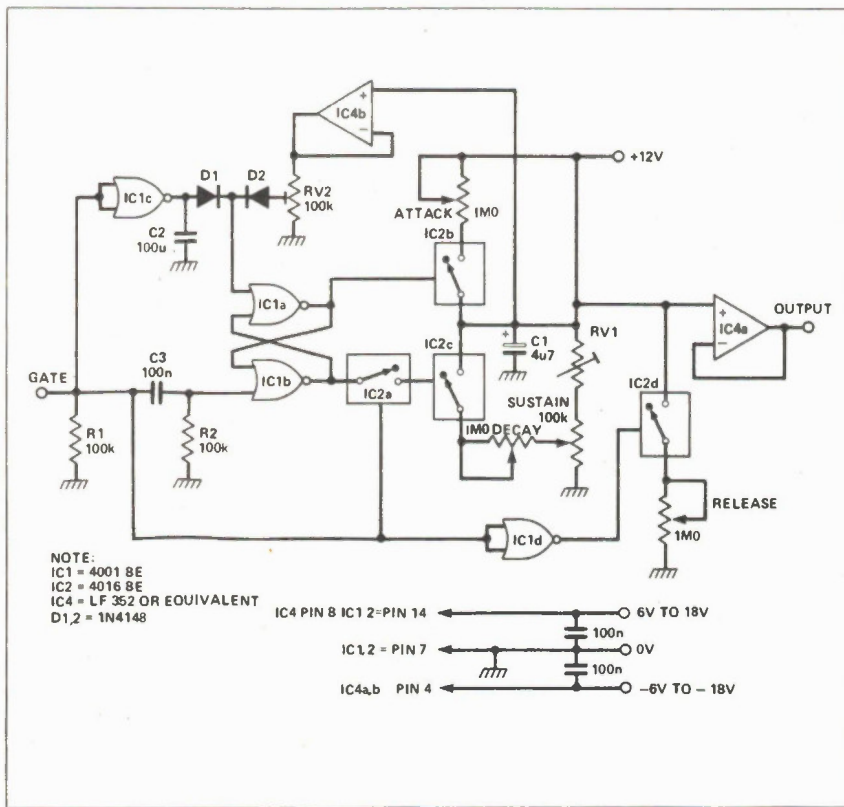 IC4b
+
−
D1
D2
IC1c
RV2
100k
C2
100u
+12V
ATTACK
1M0
IC2b
IC1a
IC2c
+
C1
4u7
RV1
+
−
IC4a
OUTPUT
GATE
C3
100n
IC1b
IC2a
SUSTAIN
100k
IC2d
R1
100k
R2
100k
1M0 DECAY
RELEASE
1M0
IC1d
NOTE:
IC1 = 4001 BE
IC2 = 4016 BE
IC4 = LF 352 OR EQUIVALENT
D1,2 = 1N4148
IC4 PIN 8 IC1 2=PIN 14
6V TO 18V
100n
IC1,2 = PIN 7
0V
100n
IC4a,b PIN 4
−6V TO − 18V